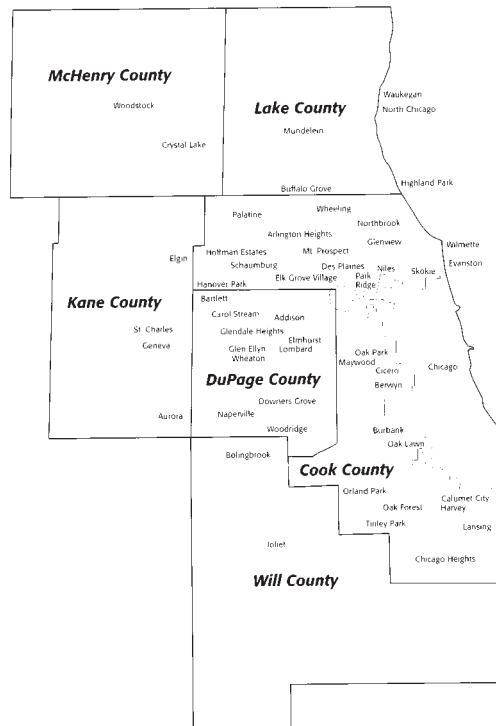 McHenry County
Woodstock
Crystal Lake
Lake County
Mundelein
Buffalo Grove
Waukegan
North Chicago
Highland Park
Palatine
Wheeling
Northbrook
Arlington Heights
Glenview
Wilmette
Hoffman Estates
Mt. Prospect
Elgin
Schaumburg
Des Plaines
Niles
Skokie
Evanston
Hanover Park
Elk Grove Village
Park
Ridge
Kane County
St. Charles
Geneva
Aurora
Bartlett
Carol Stream
Addison
Glendale Heights
Elmhurst
Glen Ellyn
Lombard
Wheaton
DuPage County
Downers Grove
Naperville
Woodridge
Oak Park
Maywood
Cicero
Chicago
Berwyn
Burbank
Oak Lawn
Bolingbrook
Cook County
Orland Park
Calumet City
Oak Forest
Harvey
Tinley Park
Lansing
Joliet
Chicago Heights
Will County